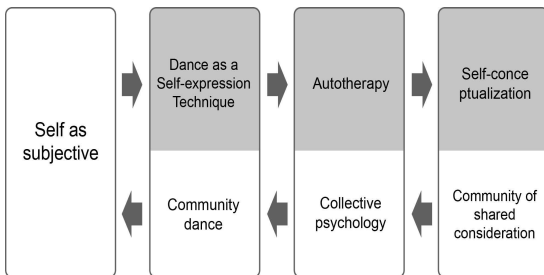 Self as
subjective
Dance as a
Self-expression
Technique
Autotherapy
Self-conce
ptualization
Community
dance
Collective
psychology
Community of
shared
consideration